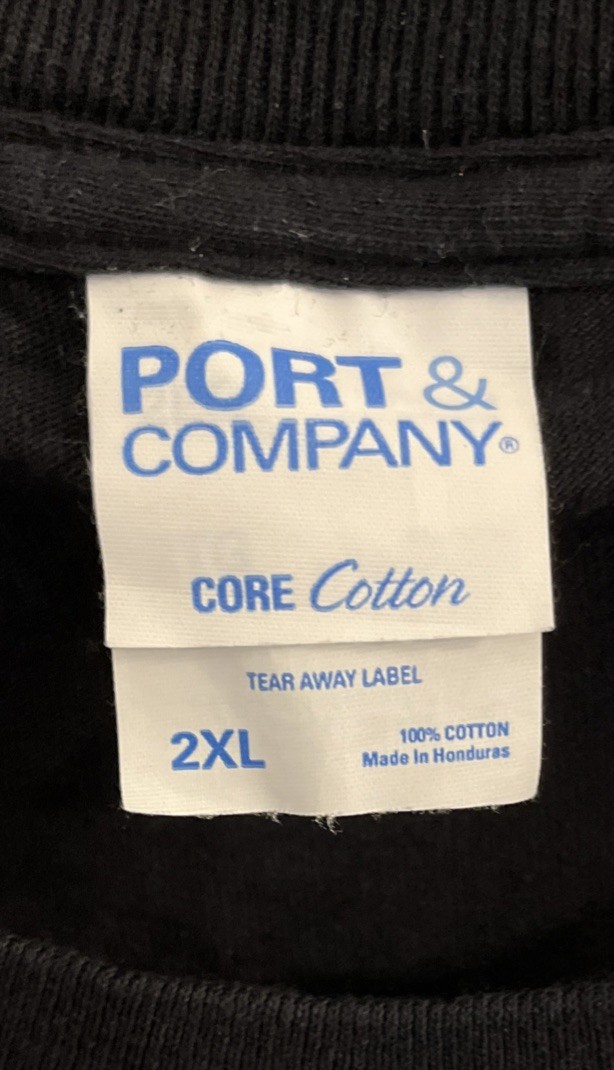 PORT &
COMPANY®
CORE Cotton
TEAR AWAY LABEL
2XL
100% COTTON
Made In Honduras